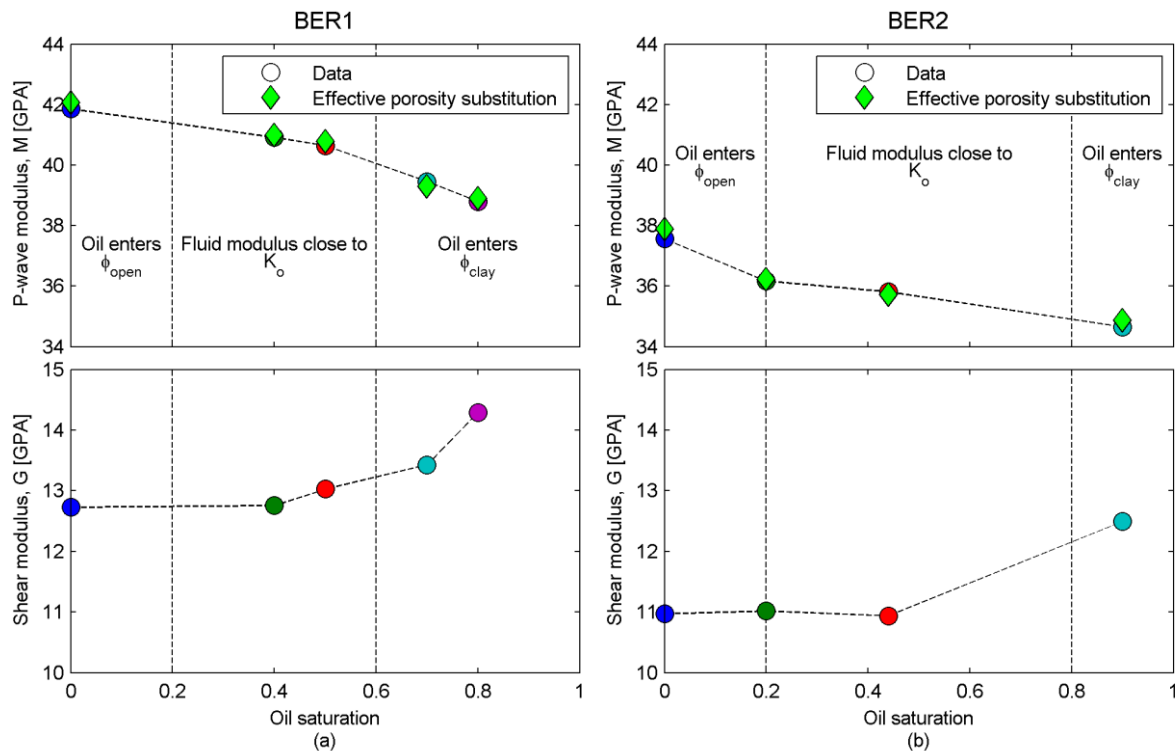 BER1
BER2
44
42
40
38
36
34
P-wave modulus, M [GPA]
Data
Effective porosity substitution
Oil enters
ϕopen
Fluid modulus close to
Ko
Oil enters
ϕclay
44
42
40
38
36
34
P-wave modulus, M [GPA]
Data
Effective porosity substitution
Oil enters
ϕopen
Fluid modulus close to
Ko
Oil enters
ϕclay
15
14
13
12
11
10
Shear modulus, G [GPA]
0 0.2 0.4 0.6 0.8 1
Oil saturation
(a)
15
14
13
12
11
10
Shear modulus, G [GPA]
0 0.2 0.4 0.6 0.8 1
Oil saturation
(b)